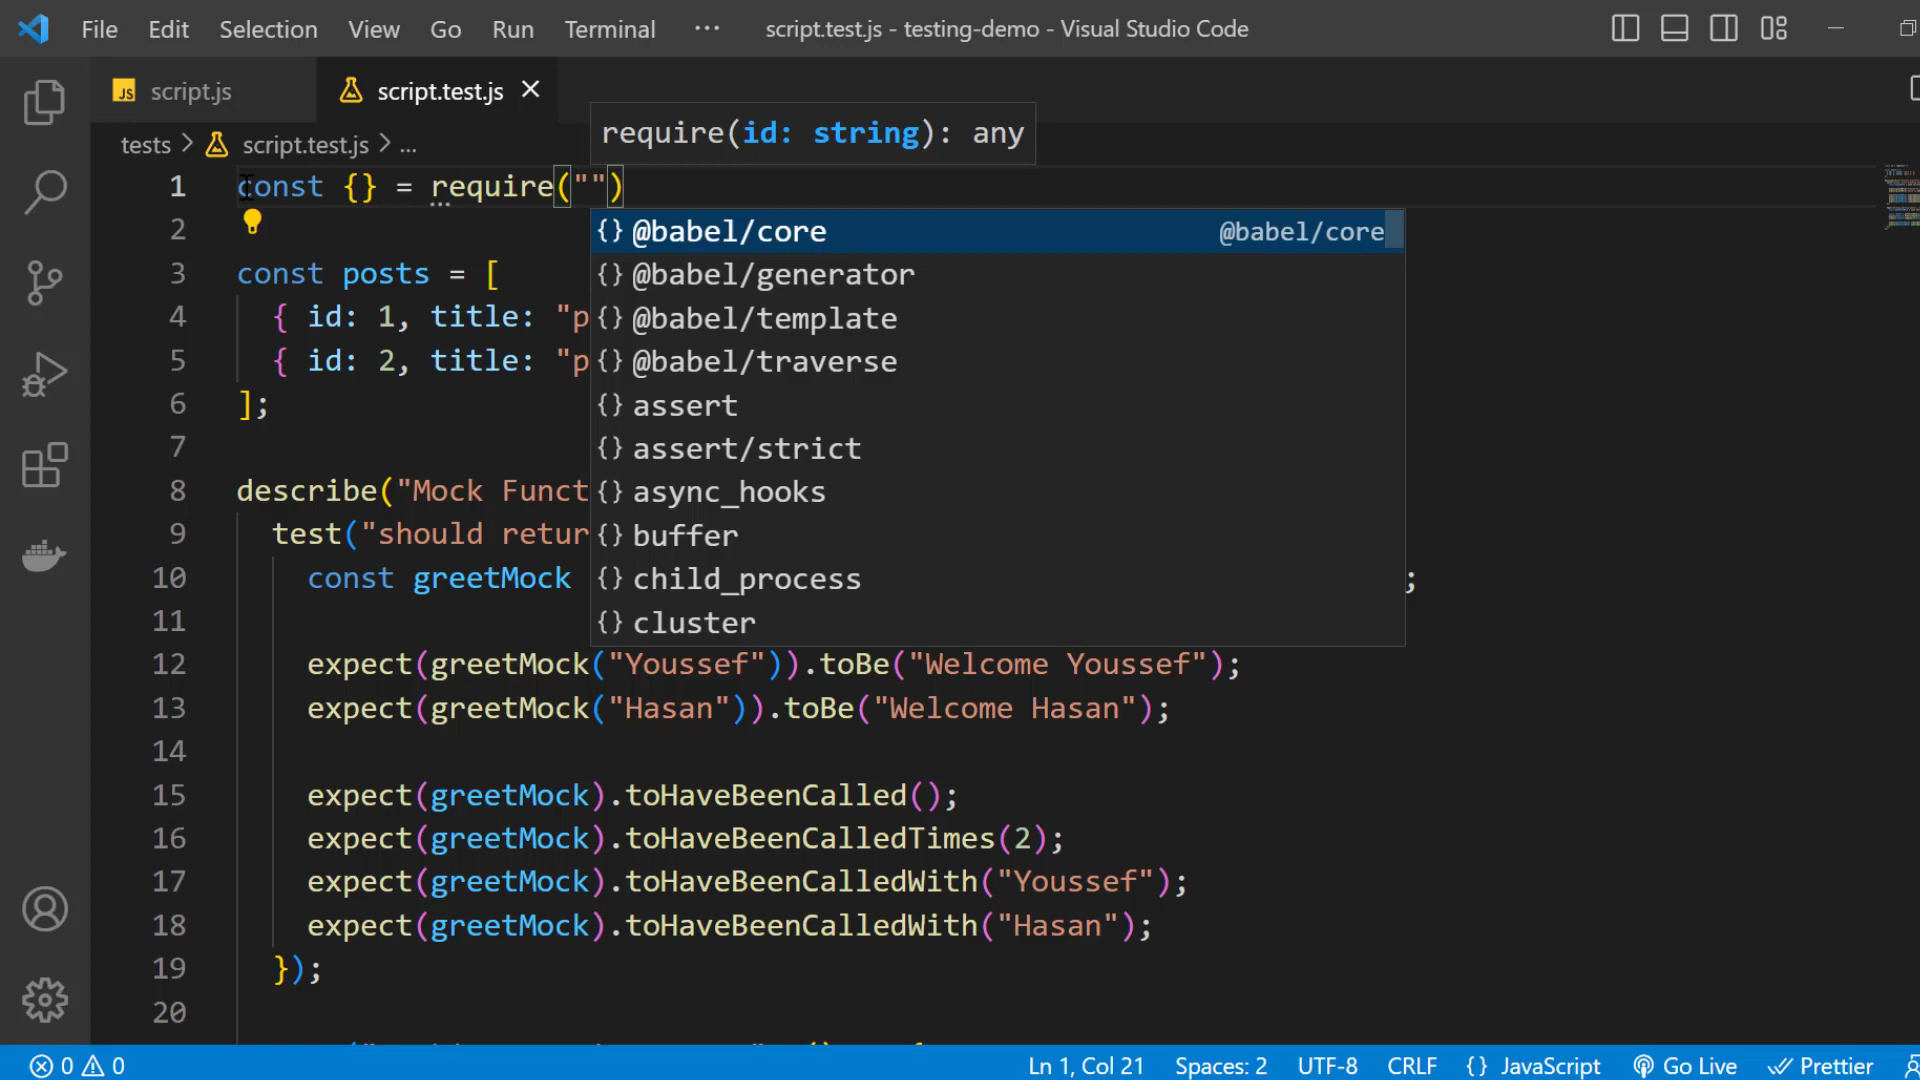 File Edit Selection View Go Run Terminal ··· script.test.js - testing-demo - Visual Studio Code
JS script.js script.test.js
tests > script.test.js > ...
require(id: string): any
1 const {} = require("")
2
{} @babel/core @babel/core
3 const posts = [
{} @babel/generator
4 { id: 1, title: "p
{} @babel/template
5 { id: 2, title: "p
{} @babel/traverse
6 ];
{} assert
7
{} assert/strict
8 describe("Mock Funct
{} async_hooks
9 test("should retur
{} buffer
10 const greetMock ;
{} child_process
11
{} cluster
12 expect(greetMock("Youssef")).toBe("Welcome Youssef");
13 expect(greetMock("Hasan")).toBe("Welcome Hasan");
14
15 expect(greetMock).toHaveBeenCalled();
16 expect(greetMock).toHaveBeenCalledTimes(2);
17 expect(greetMock).toHaveBeenCalledWith("Youssef");
18 expect(greetMock).toHaveBeenCalledWith("Hasan");
19 });
20
0 0 Ln 1, Col 21 Spaces: 2 UTF-8 CRLF {} JavaScript Go Live Prettier